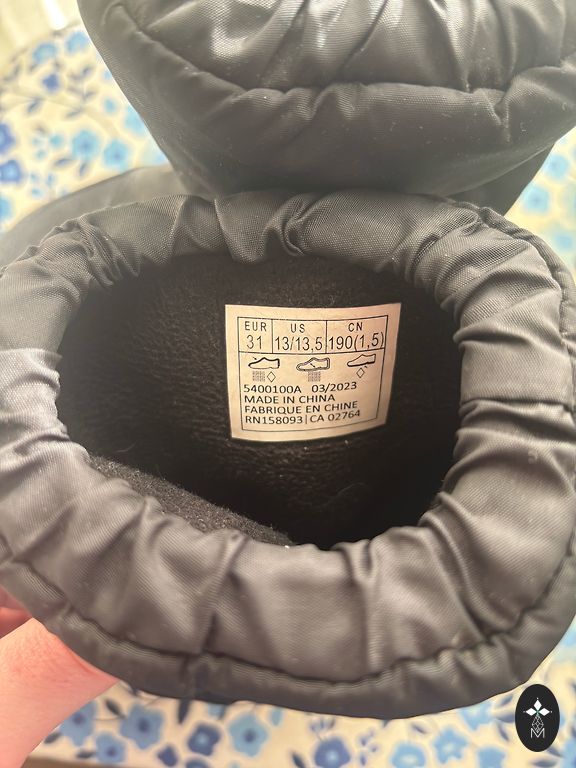 EUR US CN
31 13/13,5 190(1,5)
5400100A 03/2023
MADE IN CHINA
FABRIQUE EN CHINE
RN158093 CA 02764
M